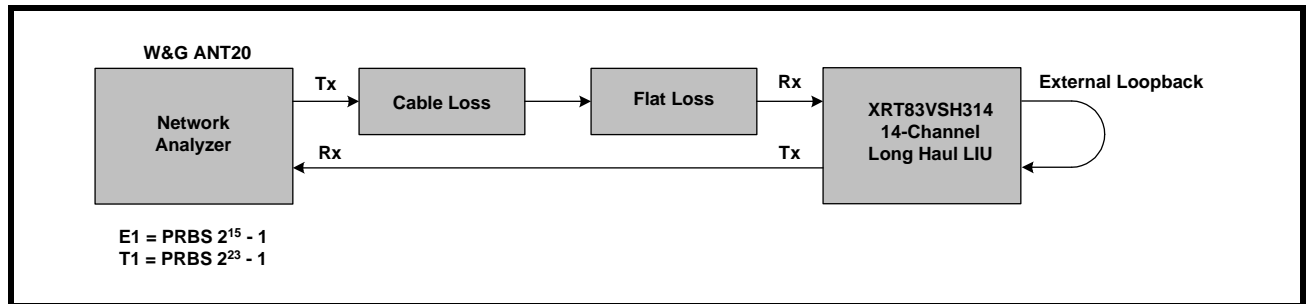 W&G ANT20
Network
Analyzer
Tx
Cable Loss
Flat Loss
Rx
XRT83VSH314
14-Channel
Long Haul LIU
External Loopback
Rx
Tx
E1 = PRBS 2¹⁵ - 1
T1 = PRBS 2²³ - 1